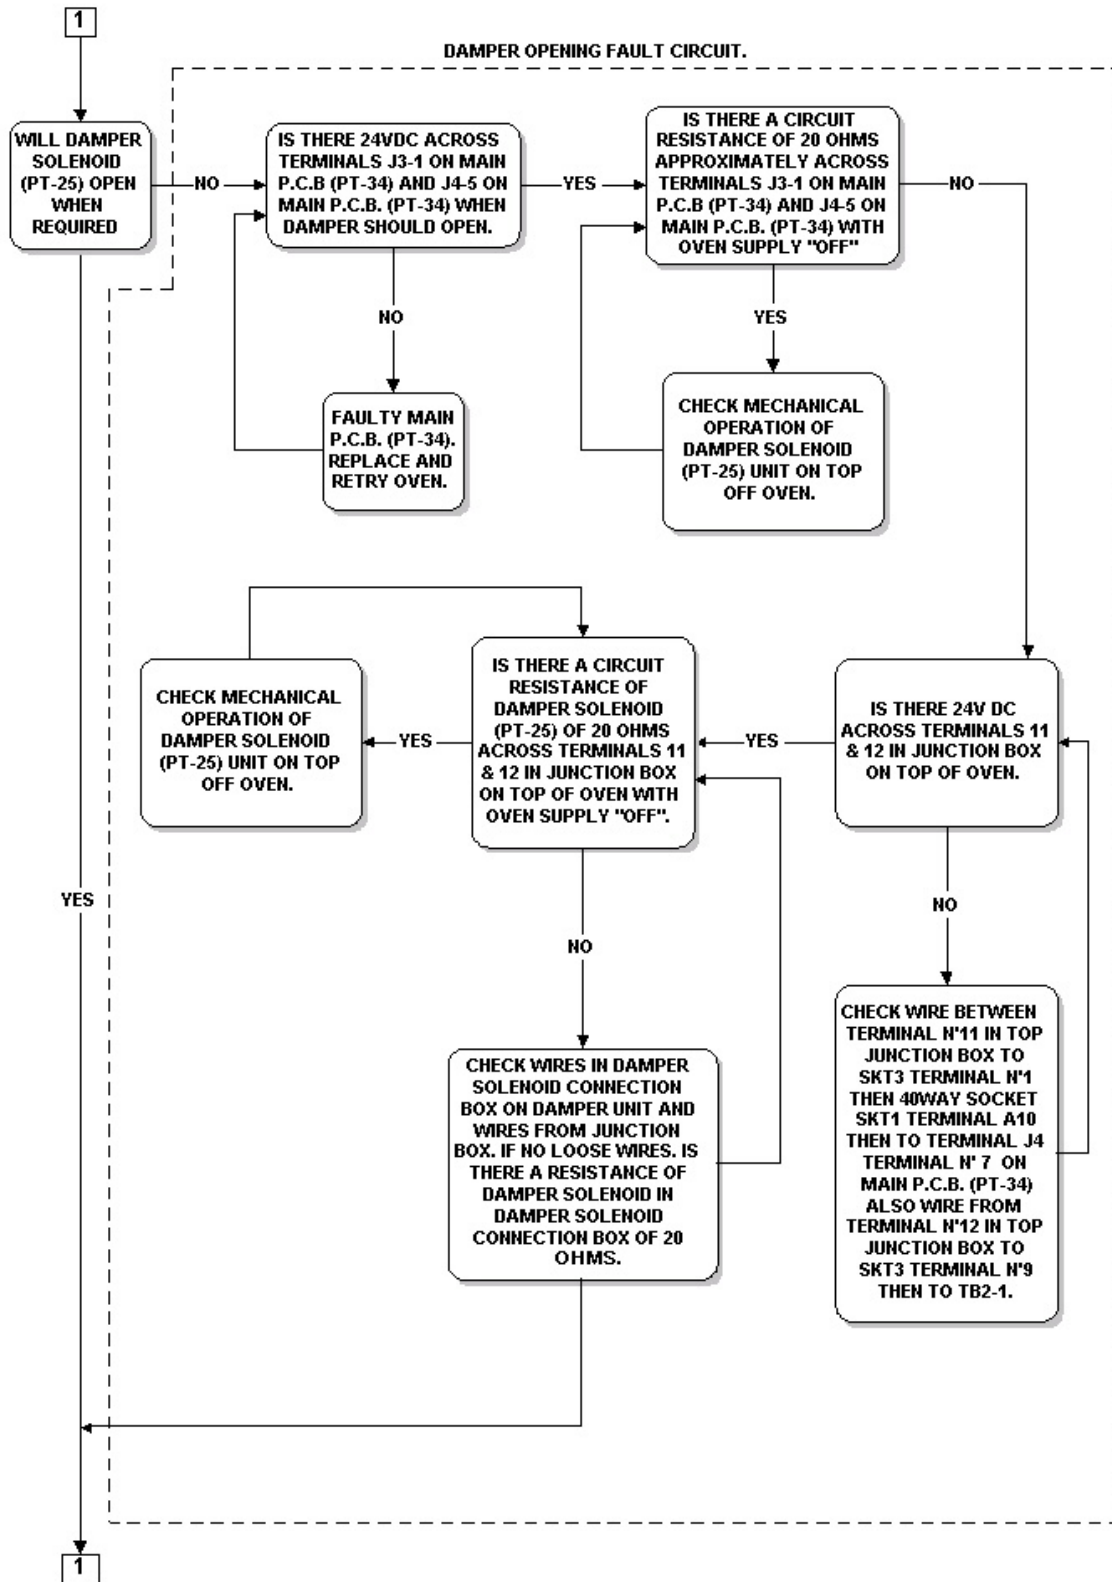 1
DAMPER OPENING FAULT CIRCUIT.
WILL DAMPER
SOLENOID
(PT-25) OPEN
WHEN
REQUIRED
NO
IS THERE 24VDC ACROSS
TERMINALS J3-1 ON MAIN
P.C.B (PT-34) AND J4-5 ON
MAIN P.C.B. (PT-34) WHEN
DAMPER SHOULD OPEN.
YES
IS THERE A CIRCUIT
RESISTANCE OF 20 OHMS
APPROXIMATELY ACROSS
TERMINALS J3-1 ON MAIN
P.C.B (PT-34) AND J4-5 ON
MAIN P.C.B. (PT-34) WITH
OVEN SUPPLY "OFF"
NO
NO
YES
FAULTY MAIN
P.C.B. (PT-34).
REPLACE AND
RETRY OVEN.
CHECK MECHANICAL
OPERATION OF
DAMPER SOLENOID
(PT-25) UNIT ON TOP
OFF OVEN.
CHECK MECHANICAL
OPERATION OF
DAMPER SOLENOID
(PT-25) UNIT ON TOP
OFF OVEN.
YES
IS THERE A CIRCUIT
RESISTANCE OF
DAMPER SOLENOID
(PT-25) OF 20 OHMS
ACROSS TERMINALS 11
& 12 IN JUNCTION BOX
ON TOP OF OVEN WITH
OVEN SUPPLY "OFF".
YES
IS THERE 24V DC
ACROSS TERMINALS 11
& 12 IN JUNCTION BOX
ON TOP OF OVEN.
YES
NO
NO
CHECK WIRES IN DAMPER
SOLENOID CONNECTION
BOX ON DAMPER UNIT AND
WIRES FROM JUNCTION
BOX. IF NO LOOSE WIRES. IS
THERE A RESISTANCE OF
DAMPER SOLENOID IN
DAMPER SOLENOID
CONNECTION BOX OF 20
OHMS.
CHECK WIRE BETWEEN
TERMINAL N'11 IN TOP
JUNCTION BOX TO
SKT3 TERMINAL N'1
THEN 40WAY SOCKET
SKT1 TERMINAL A10
THEN TO TERMINAL J4
TERMINAL N' 7 ON
MAIN P.C.B. (PT-34)
ALSO WIRE FROM
TERMINAL N'12 IN TOP
JUNCTION BOX TO
SKT3 TERMINAL N'9
THEN TO TB2-1.
1